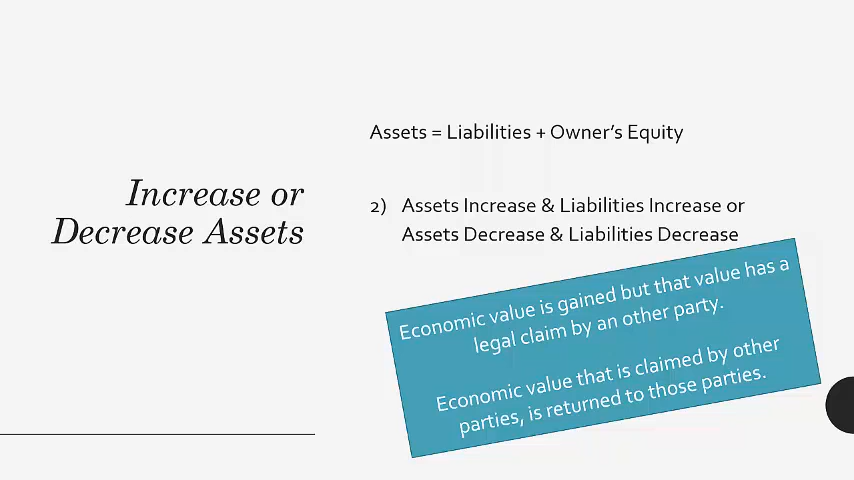 Increase or
Decrease Assets
Assets = Liabilities + Owner's Equity
2) Assets Increase & Liabilities Increase or
Assets Decrease & Liabilities Decrease
Economic value is gained but that value has a
legal claim by an other party.
Economic value that is claimed by other
parties, is returned to those parties.